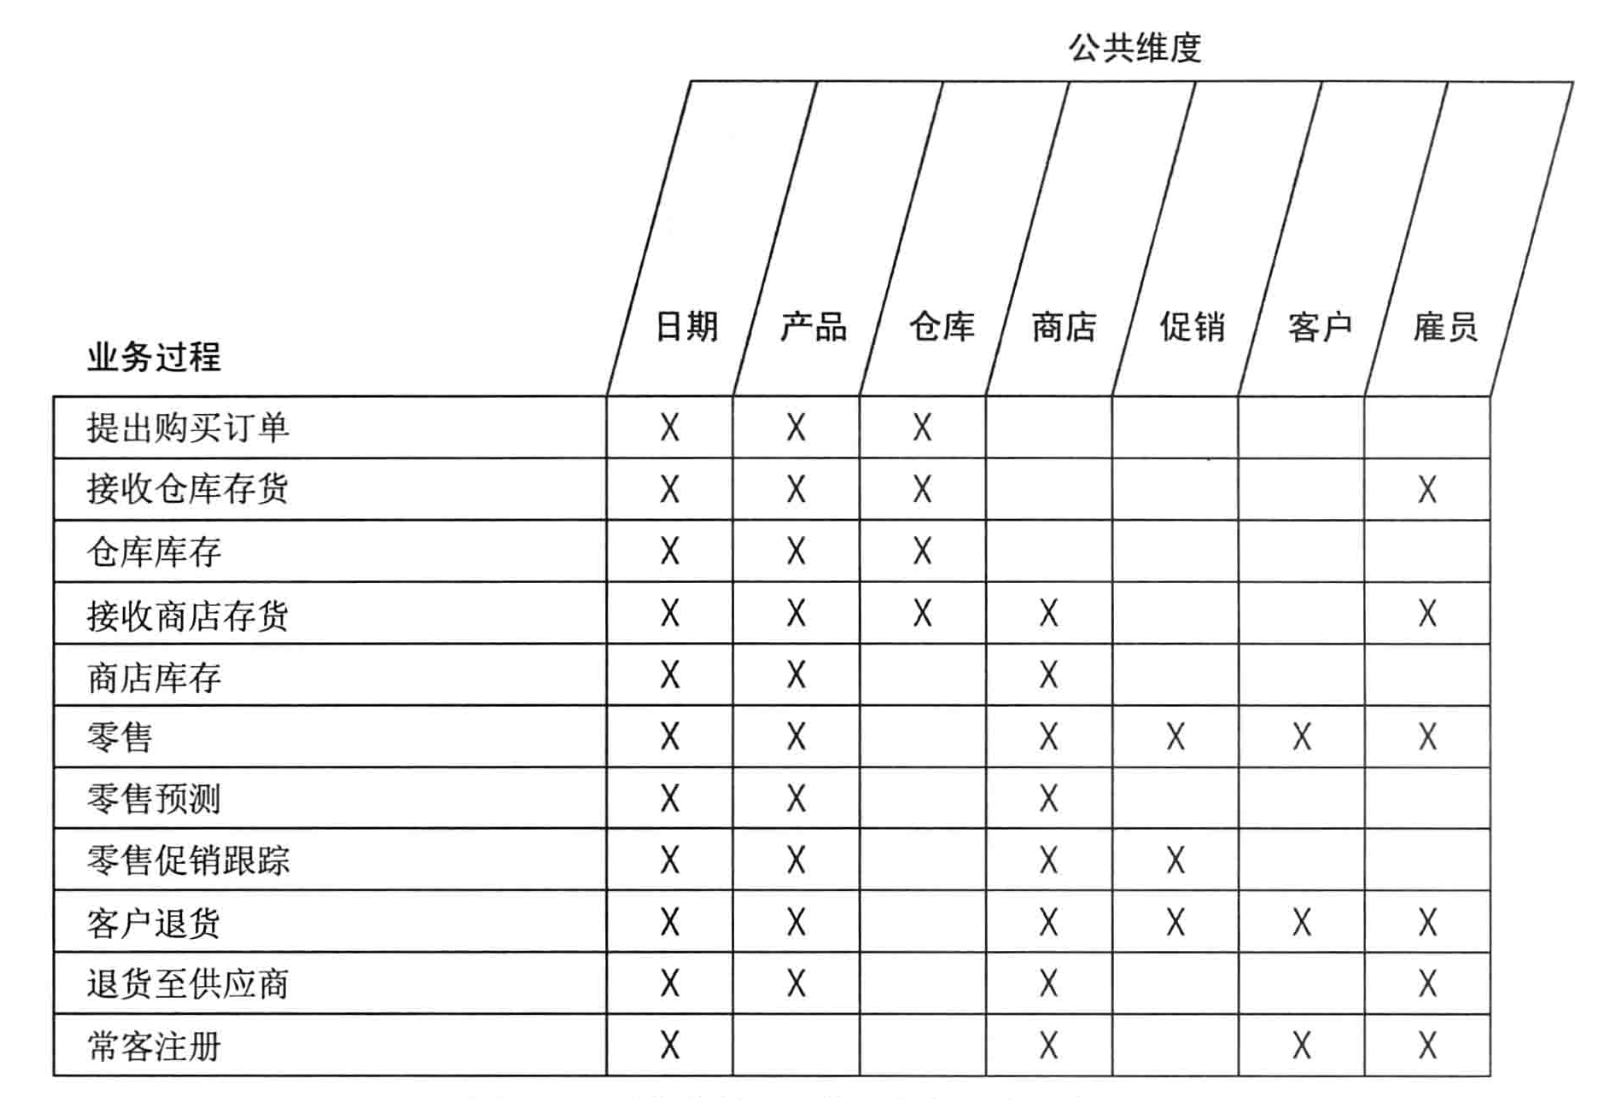 公共维度
业务过程 日期 产品 仓库 商店 促销 客户 雇员
提出购买订单 X X X
接收仓库存货 X X X X
仓库库存 X X X
接收商店存货 X X X X X
商店库存 X X X
零售 X X X X X X
零售预测 X X X
零售促销跟踪 X X X X
客户退货 X X X X X X
退货至供应商 X X X X
常客注册 X X X X